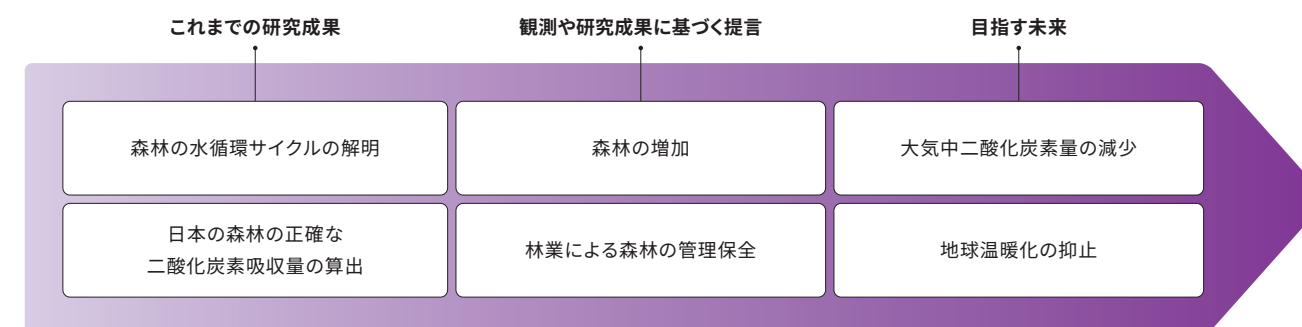 これまでの研究成果
観測や研究成果に基づく提言
目指す未来
森林の水循環サイクルの解明
森林の増加
大気中二酸化炭素量の減少
日本の森林の正確な
二酸化炭素吸収量の算出
林業による森林の管理保全
地球温暖化の抑止